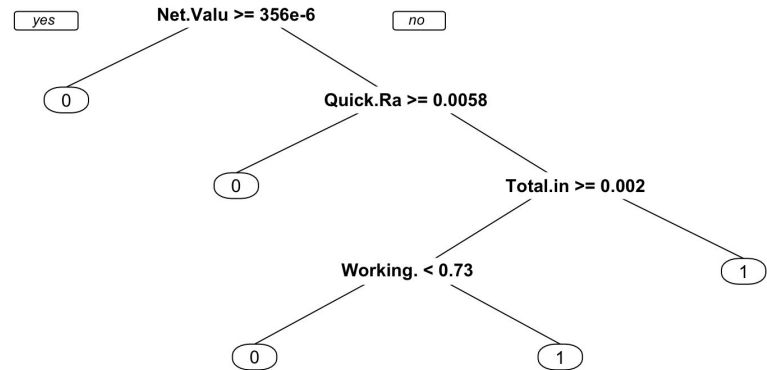 yes
Net.Valu >= 356e-6
no
0
Quick.Ra >= 0.0058
0
Total.in >= 0.002
Working. < 0.73
1
0
1